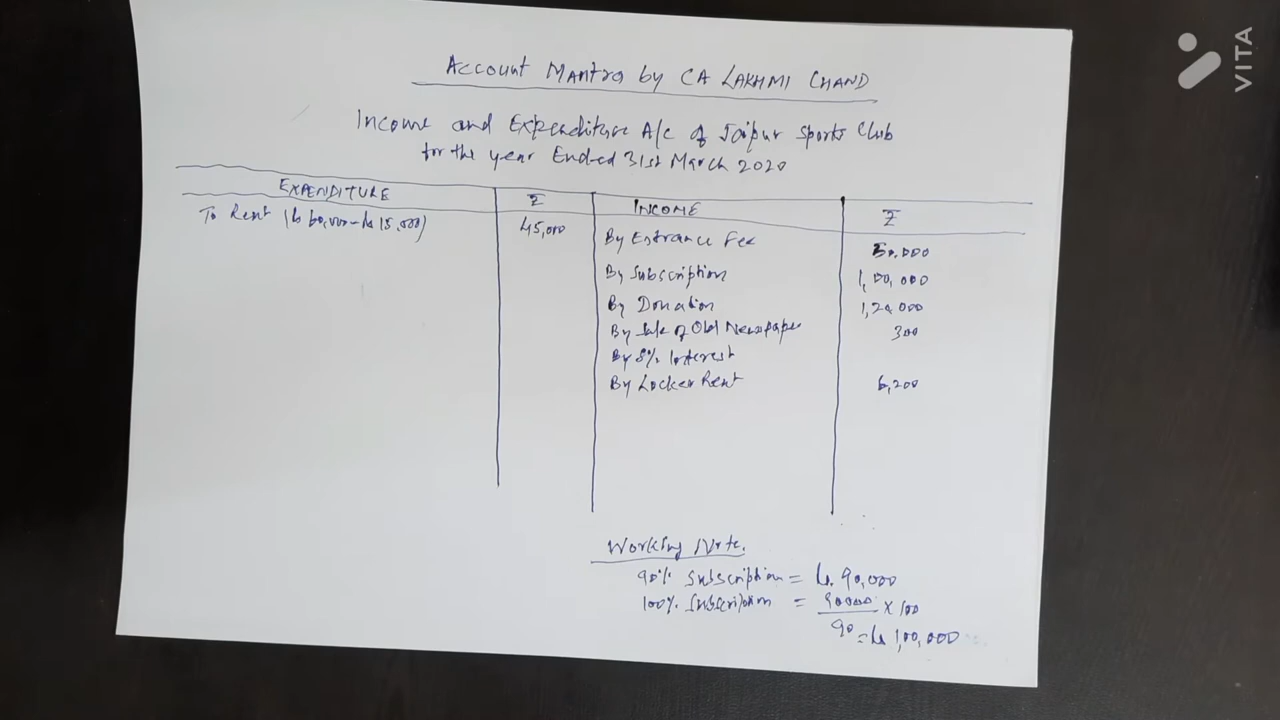 Account Mantra by CA LAKHMI CHAND
Income and Expenditure A/c of Jaipur Sports Club
for the year Ended 31st March 2020
EXPENDITURE ₹ INCOME ₹
To Rent (Rs 60,000 - Rs 15,000) 45,000 By Entrance Fee 50,000
By Subscription 1,00,000
By Donation 1,20,000
By Sale of Old Newspaper 300
By 8% Interest
By Locker Rent 6,200
Working Note.
90% Subscription = Rs. 90,000
100% Subscription = 90000 × 100
90
= Rs 1,00,000
VITA